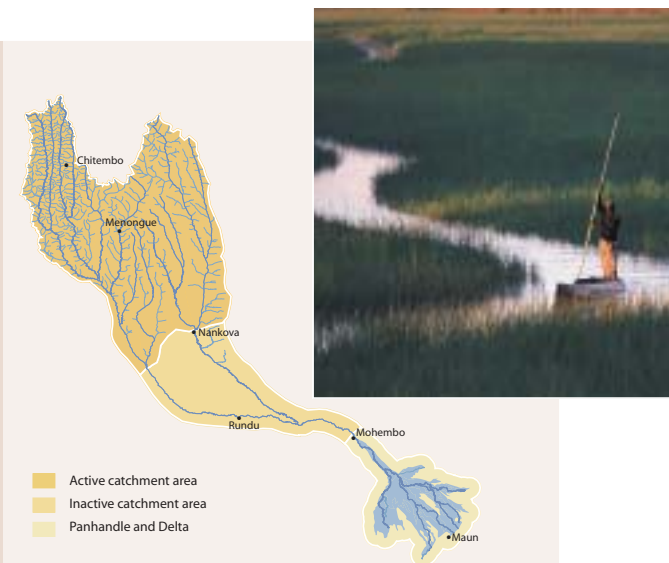 Chitembo
Menongue
Nankova
Rundu
Mohembo
Maun
Active catchment area
Inactive catchment area
Panhandle and Delta